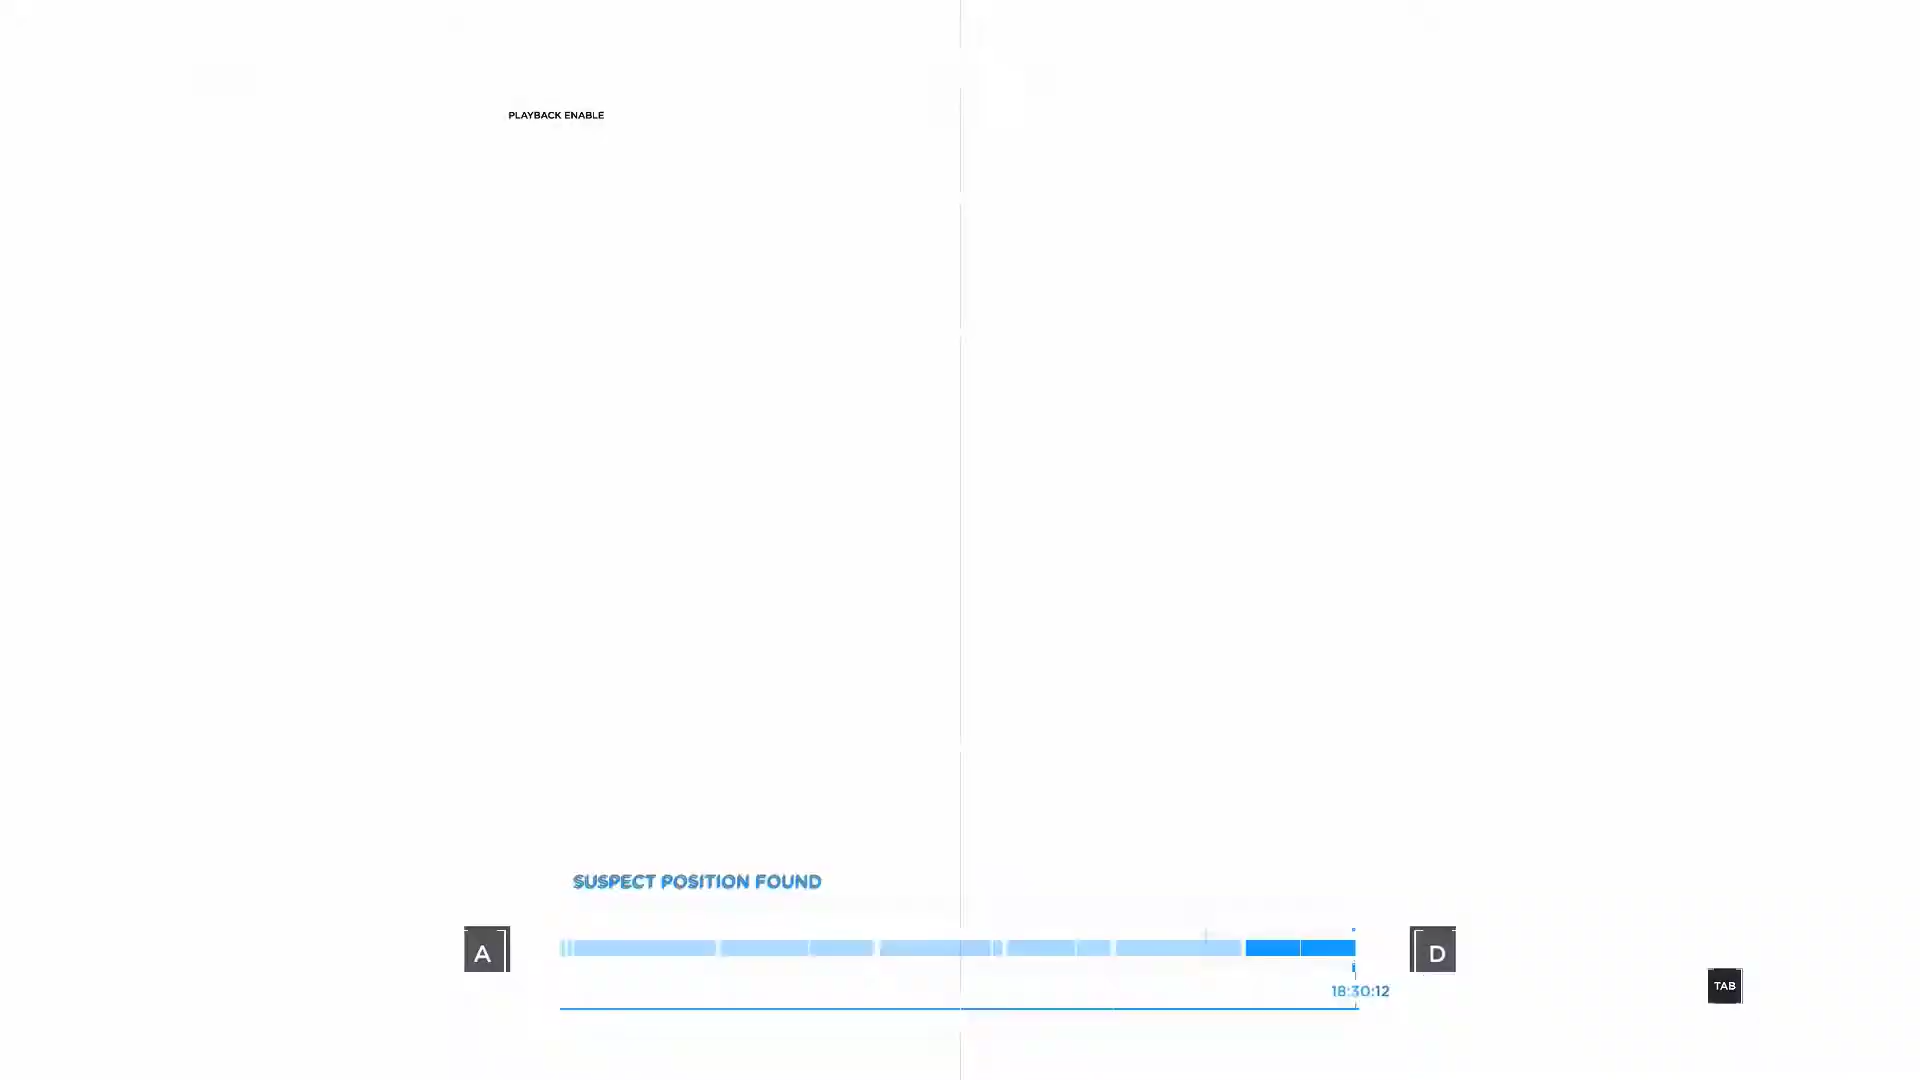 PLAYBACK ENABLE
SUSPECT POSITION FOUND
A
D
18:30:12
TAB